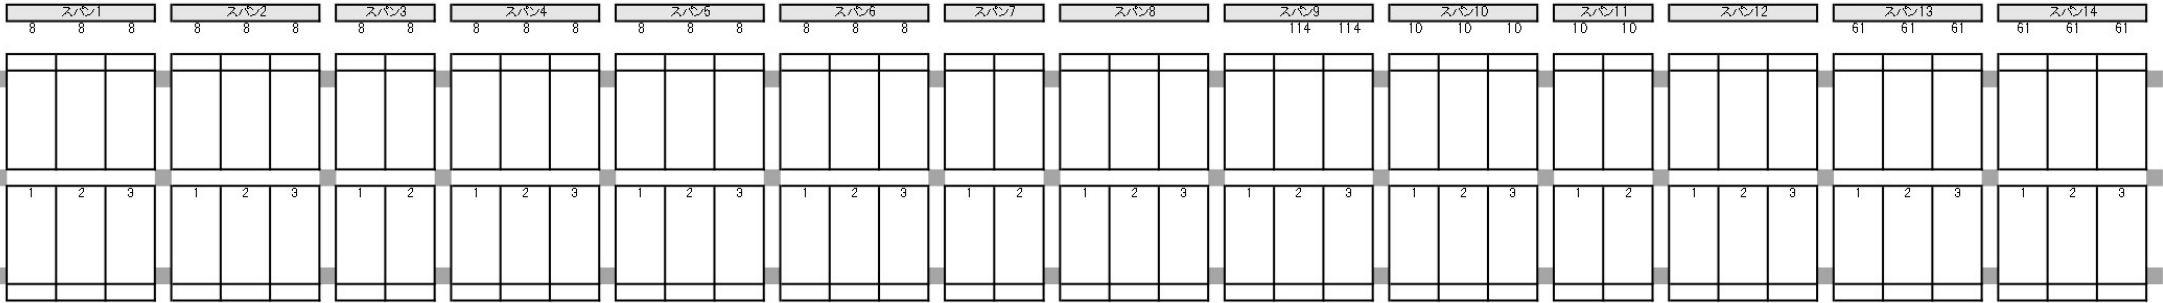 スパン1 スパン2 スパン3 スパン4 スパン5 スパン6 スパン7 スパン8 スパン9 スパン10 スパン11 スパン12 スパン13 スパン14
8 8 8 8 8 8 8 8 8 8 8 8 8 8 8 8 8 114 114 10 10 10 10 10 61 61 61 61 61 61
1 2 3 1 2 3 1 2 1 2 3 1 2 3 1 2 3 1 2 1 2 3 1 2 3 1 2 3 1 2 1 2 3 1 2 3 1 2 3